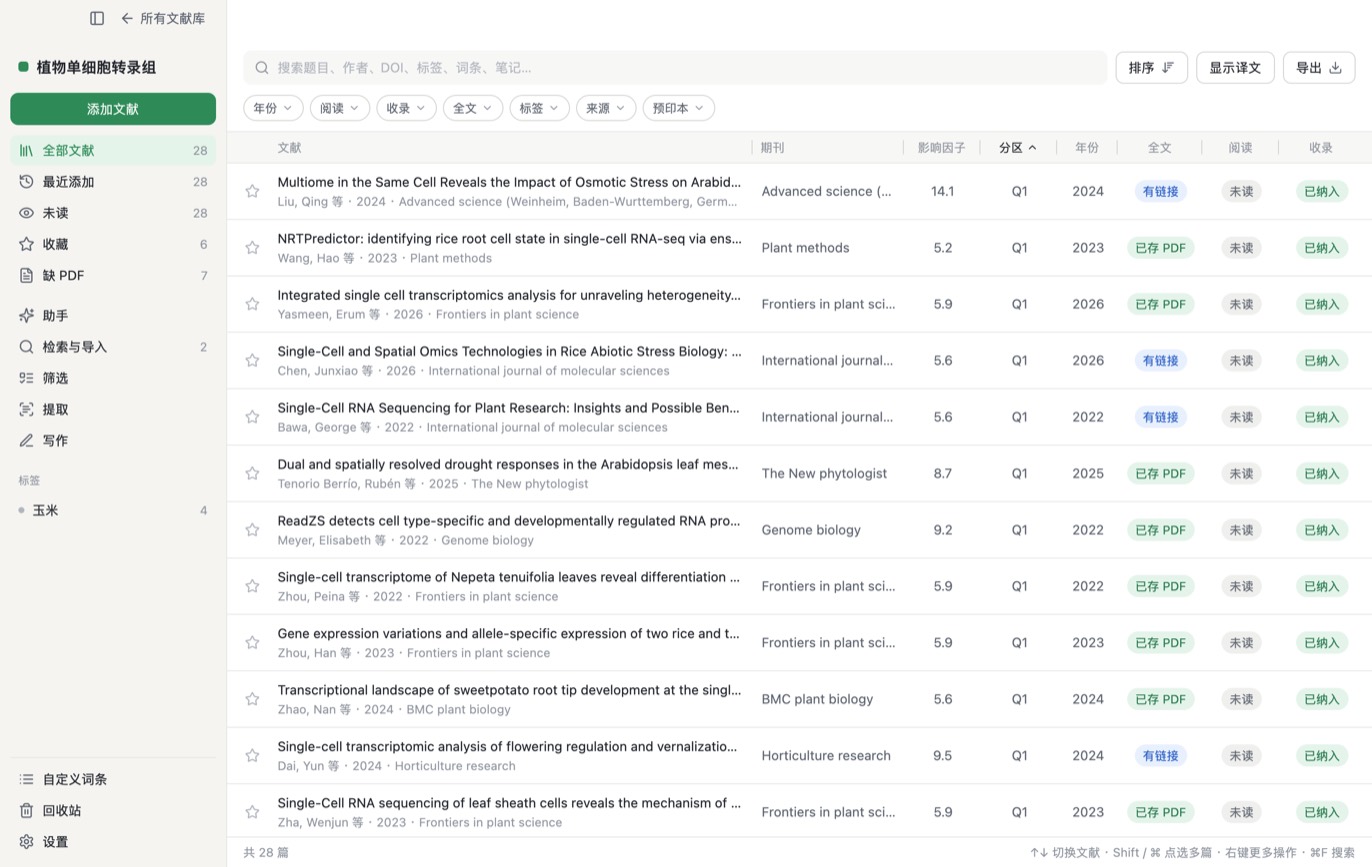 所有文献库
植物单细胞转录组
添加文献
全部文献 28
最近添加 28
未读 28
收藏 6
缺 PDF 7
助手
检索与导入 2
筛选
提取
写作
标签
玉米 4
自定义词条
回收站
设置
搜索题目、作者、DOI、标签、词条、笔记...
排序 显示译文 导出
年份 阅读 收录 全文 标签 来源 预印本
文献 期刊 影响因子 分区 年份 全文 阅读 收录
Multiome in the Same Cell Reveals the Impact of Osmotic Stress on Arabid...
Liu, Qing 等 · 2024 · Advanced science (Weinheim, Baden-Wurttemberg, Germ...
Advanced science (... 14.1 Q1 2024 有链接 未读 已纳入
NRTPredictor: identifying rice root cell state in single-cell RNA-seq via ens...
Wang, Hao 等 · 2023 · Plant methods
Plant methods 5.2 Q1 2023 已存 PDF 未读 已纳入
Integrated single cell transcriptomics analysis for unraveling heterogeneity...
Yasmeen, Erum 等 · 2026 · Frontiers in plant science
Frontiers in plant sci... 5.9 Q1 2026 已存 PDF 未读 已纳入
Single-Cell and Spatial Omics Technologies in Rice Abiotic Stress Biology: ...
Chen, Junxiao 等 · 2026 · International journal of molecular sciences
International journal... 5.6 Q1 2026 有链接 未读 已纳入
Single-Cell RNA Sequencing for Plant Research: Insights and Possible Ben...
Bawa, George 等 · 2022 · International journal of molecular sciences
International journal... 5.6 Q1 2022 有链接 未读 已纳入
Dual and spatially resolved drought responses in the Arabidopsis leaf mes...
Tenorio Berrío, Rubén 等 · 2025 · The New phytologist
The New phytologist 8.7 Q1 2025 已存 PDF 未读 已纳入
ReadZS detects cell type-specific and developmentally regulated RNA pro...
Meyer, Elisabeth 等 · 2022 · Genome biology
Genome biology 9.2 Q1 2022 已存 PDF 未读 已纳入
Single-cell transcriptome of Nepeta tenuifolia leaves reveal differentiation ...
Zhou, Peina 等 · 2022 · Frontiers in plant science
Frontiers in plant sci... 5.9 Q1 2022 已存 PDF 未读 已纳入
Gene expression variations and allele-specific expression of two rice and t...
Zhou, Han 等 · 2023 · Frontiers in plant science
Frontiers in plant sci... 5.9 Q1 2023 已存 PDF 未读 已纳入
Transcriptional landscape of sweetpotato root tip development at the singl...
Zhao, Nan 等 · 2024 · BMC plant biology
BMC plant biology 5.6 Q1 2024 已存 PDF 未读 已纳入
Single-cell transcriptomic analysis of flowering regulation and vernalizatio...
Dai, Yun 等 · 2024 · Horticulture research
Horticulture research 9.5 Q1 2024 有链接 未读 已纳入
Single-Cell RNA sequencing of leaf sheath cells reveals the mechanism of ...
Zha, Wenjun 等 · 2023 · Frontiers in plant science
Frontiers in plant sci... 5.9 Q1 2023 已存 PDF 未读 已纳入
共 28 篇
↑↓ 切换文献 · Shift / ⌘ 点选多篇 · 右键更多操作 · ⌘F 搜索